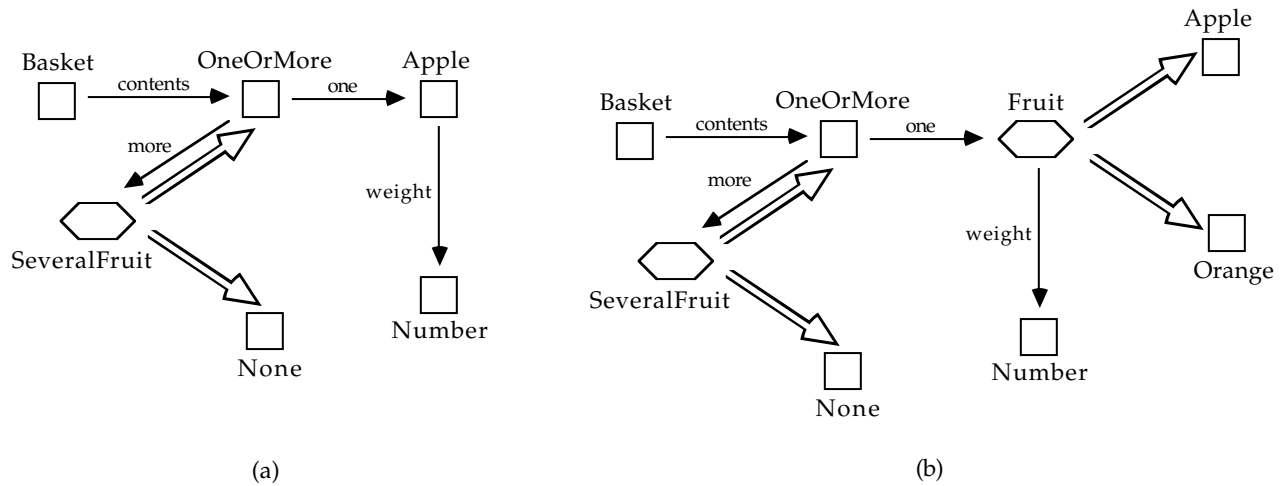 Basket
OneOrMore
Apple
contents
one
more
weight
SeveralFruit
Number
None
(a)
Apple
Basket
OneOrMore
Fruit
contents
one
more
weight
Orange
SeveralFruit
Number
None
(b)